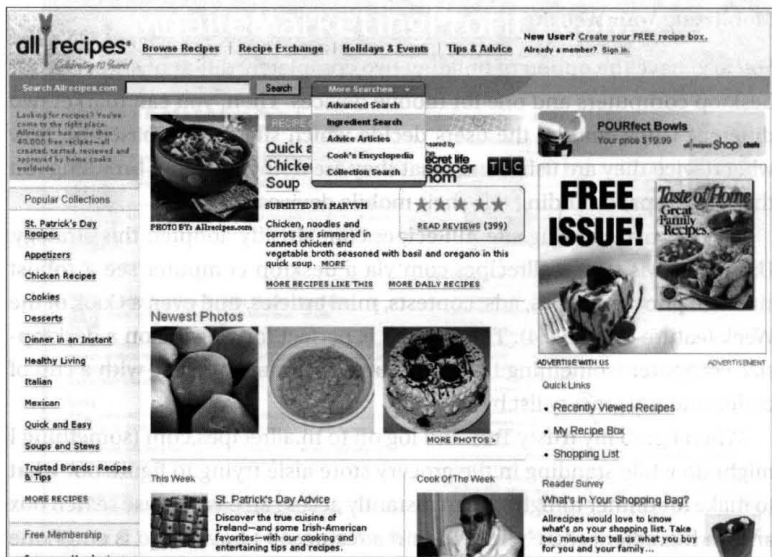 all recipes
Celebrating 10 Years!
Browse Recipes | Recipe Exchange | Holidays & Events | Tips & Advice
New User? Create your FREE recipe box.
Already a member? Sign in.
Search Allrecipes.com
Search
More Searches
Advanced Search
Ingredient Search
Advice Articles
Cook's Encyclopedia
Collection Search
Looking for recipes? You've
come to the right place.
Allrecipes has more than
40,000 free recipes—all
created, tested, reviewed and
approved by home cooks
worldwide.
Popular Collections
St. Patrick's Day
Recipes
Appetizers
Chicken Recipes
Cookies
Desserts
Dinner in an Instant
Healthy Living
Italian
Mexican
Quick and Easy
Soups and Stews
Trusted Brands: Recipes
& Tips
MORE RECIPES
Free Membership
PHOTO BY: Allrecipes.com
RECIPE
Quick a
Chicken
Soup
SUBMITTED BY: MARYVM
Chicken, noodles and
carrots are simmered in
canned chicken and
vegetable broth seasoned with basil and oregano in this
quick soup. MORE
MORE RECIPES LIKE THIS
MORE DAILY RECIPES
secret life
soccer
mom
TLC
READ REVIEWS (399)
Newest Photos
MORE PHOTOS
This Week
St. Patrick's Day Advice
Discover the true cuisine of
Ireland—and some Irish-American
favorites—with our cooking and
entertaining tips and recipes.
Cook Of The Week
POURfect Bowls
Your price $19.99
allrecipes shop
chefs
FREE
ISSUE!
Taste of Home
Great
Family
Recipes.
ADVERTISE WITH US
ADVERTISEMENT
Quick Links
• Recently Viewed Recipes
• My Recipe Box
• Shopping List
Reader Survey
What's in Your Shopping Bag?
Allrecipes would love to know
what's on your shopping list. Take
two minutes to tell us what you buy
for you and your family...